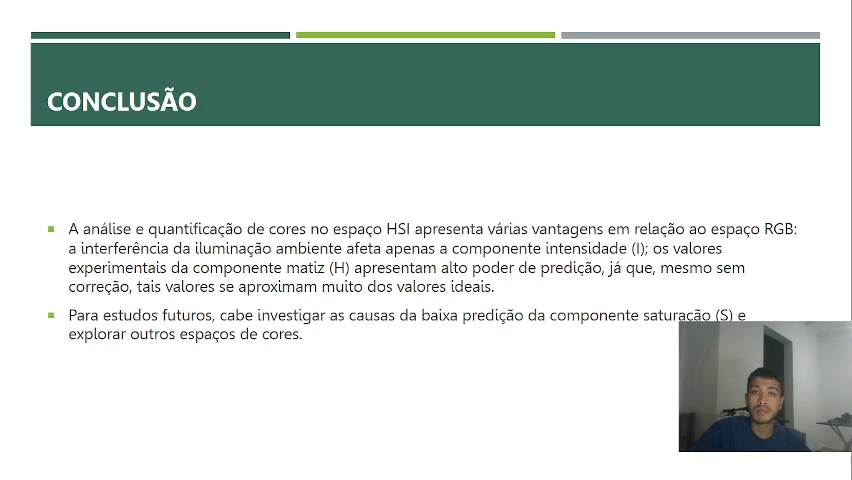 CONCLUSÃO
A análise e quantificação de cores no espaço HSI apresenta várias vantagens em relação ao espaço RGB:
a interferência da iluminação ambiente afeta apenas a componente intensidade (I); os valores
experimentais da componente matiz (H) apresentam alto poder de predição, já que, mesmo sem
correção, tais valores se aproximam muito dos valores ideais.
Para estudos futuros, cabe investigar as causas da baixa predição da componente saturação (S) e
explorar outros espaços de cores.